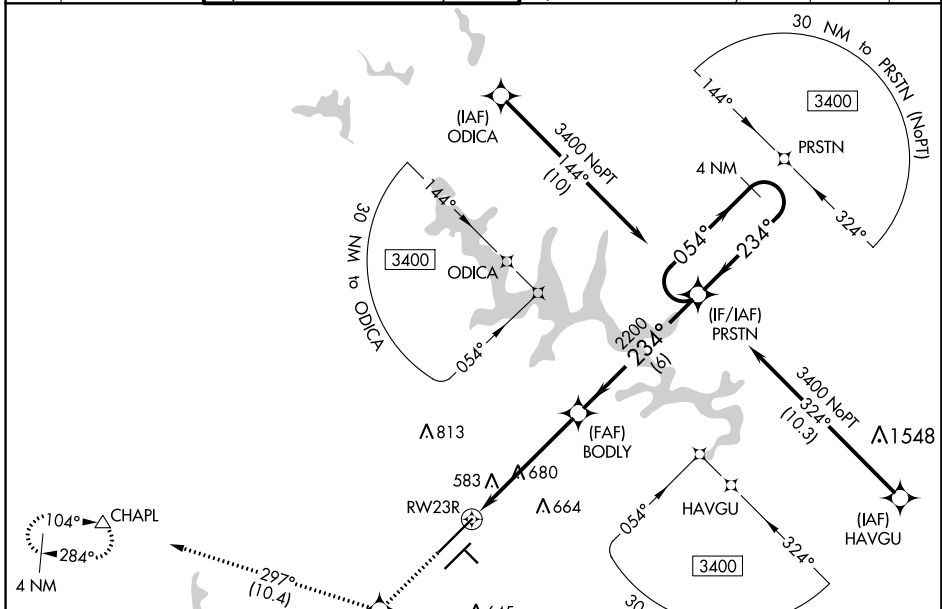 30 NM to PRSTN (NoPT)
144°
3400
PRSTN
324°
(IAF)
ODICA
3400 NoPT
144°
(10)
4 NM
054°
234°
30 NM to ODICA
144°
3400
ODICA
054°
(IF/IAF)
PRSTN
2200
234°
(6)
3400 NoPT
324°
(10.3)
1548
(IAF)
HAVGU
(FAF)
BODLY
813
583
680
664
RW23R
054°
HAVGU
324°
3400
30
104°
CHAPL
284°
4 NM
297°
(10.4)